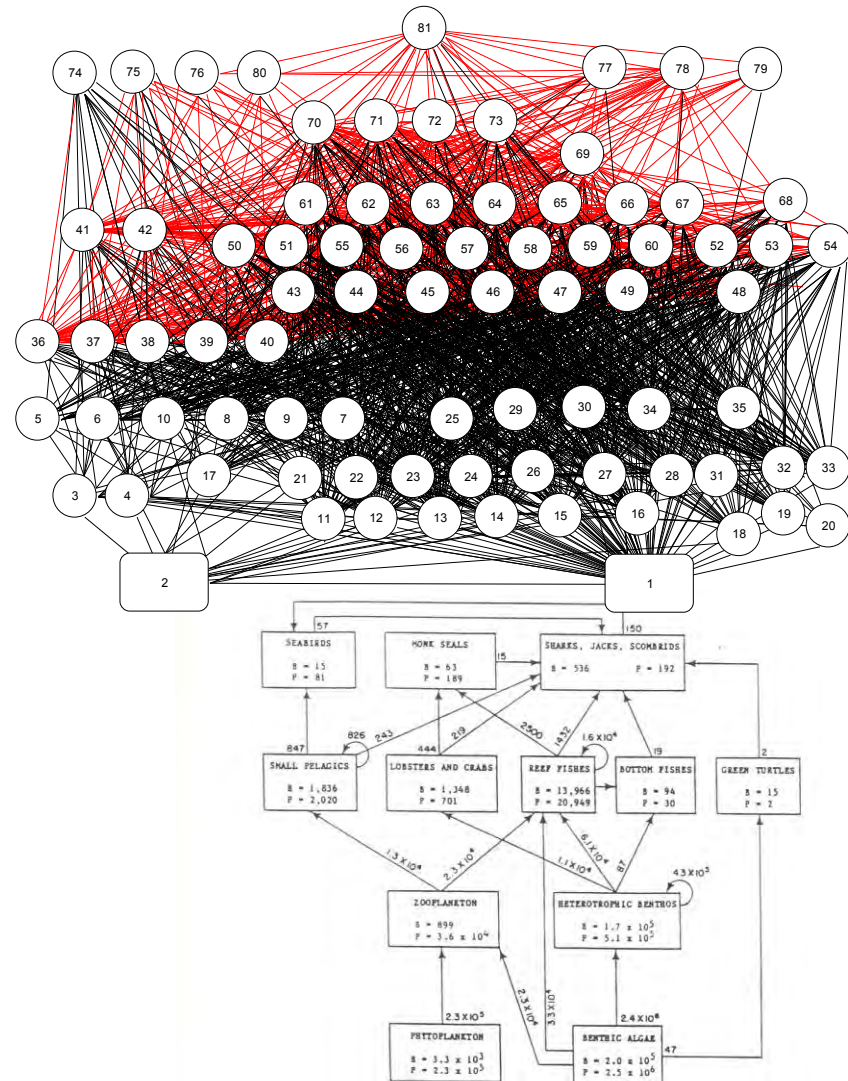 81
74 75 76 80 77 78 79
70 71 72 73
69
61 62 63 64 65 66 67 68
41 42
50 51 55 56 57 58 59 60 52 53 54
43 44 45 46 47 49 48
36 37 38 39 40
5 6 10 8 9 7 25 29 30 34 35
3 4 17 21 22 23 24 26 27 28 31 32 33
11 12 13 14 15 16 18 19 20
2 1
57 150
SEABIRDS
B = 15
P = 81
MONK SEALS
B = 63
P = 189
15
SHARKS, JACKS, SCOMBRIDS
B = 536 P = 192
826 243 219 2500 1432 1.6 X 10⁴
847 444 19 2
SMALL PELAGICS
B = 1,836
P = 2,020
LOBSTERS AND CRABS
B = 1,348
P = 701
REEF FISHES
B = 13,966
P = 20,949
BOTTOM FISHES
B = 94
P = 30
GREEN TURTLES
B = 15
P = 2
1.3 X 10⁴ 2.3 X 10⁴ 1.1 X 10⁴ 6.1 X 10⁴ 87
ZOOPLANKTON
B = 899
P = 3.6 x 10⁴
4.3 X 10⁵
HETEROTROPHIC BENTHOS
B = 1.7 x 10⁵
P = 5.1 x 10⁵
2.3 X 10⁵ 2.3 X 10⁴ 3.3 X 10⁴ 2.4 X 10⁶
PHYTOPLANKTON
B = 3.3 x 10³
P = 2.3 x 10⁵
BENTHIC ALGAE
B = 2.0 x 10⁵
P = 2.5 x 10⁶
47